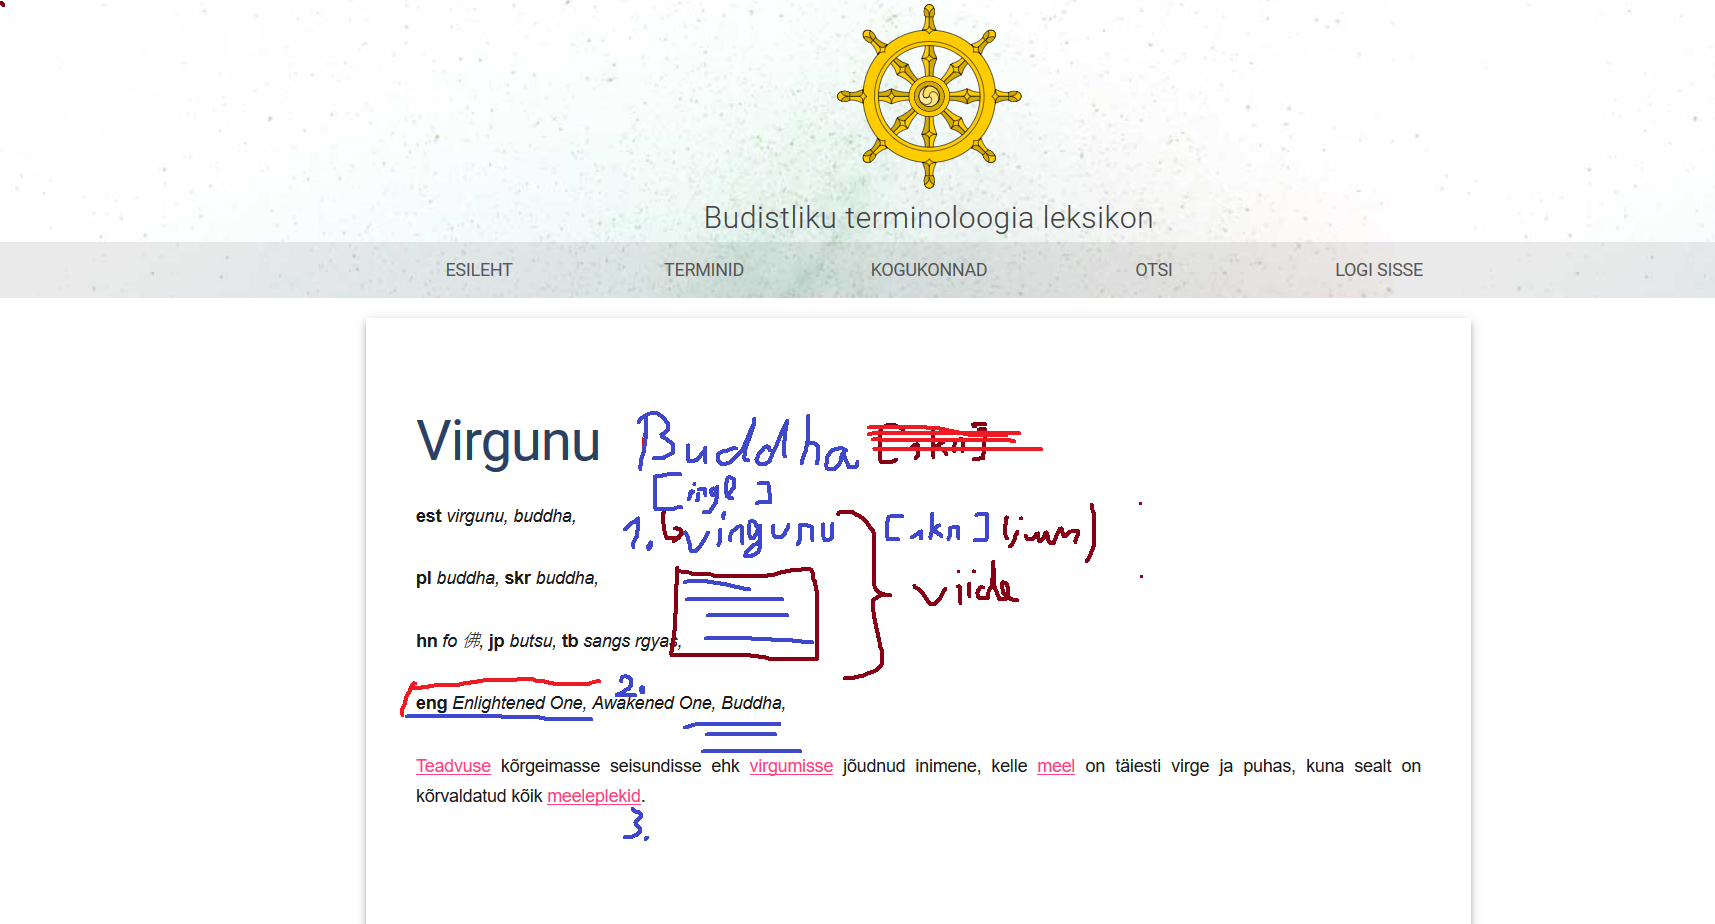 Budistliku terminoloogia leksikon
ESILEHT TERMINID KOGUKONNAD OTSI LOGI SISSE
Virgunu Buddha [skn]
[ingl]
est virgunu, buddha,
1. virgunu [skn]
pl buddha, skr buddha,
viide
hn fo 佛, jp butsu, tb sangs rgyas,
2.
eng Enlightened One, Awakened One, Buddha,
Teadvuse kõrgeimasse seisundisse ehk virgumisse jõudnud inimene, kelle meel on täiesti virge ja puhas, kuna sealt on
kõrvaldatud kõik meeleplekid.
3.